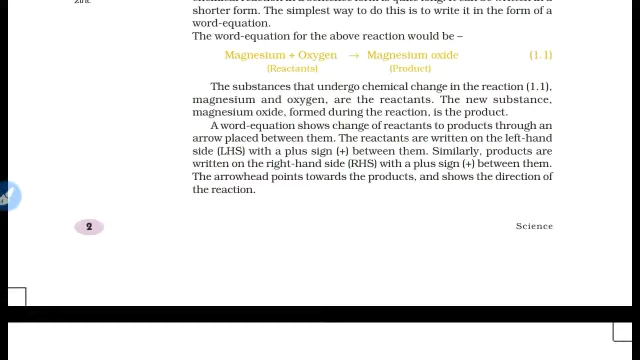 shorter form. The simplest way to do this is to write it in the form of a
word-equation.
The word-equation for the above reaction would be –
Magnesium + Oxygen → Magnesium oxide (1.1)
(Reactants) (Product)
The substances that undergo chemical change in the reaction (1.1),
magnesium and oxygen, are the reactants. The new substance,
magnesium oxide, formed during the reaction, is the product.
A word-equation shows change of reactants to products through an
arrow placed between them. The reactants are written on the left-hand
side (LHS) with a plus sign (+) between them. Similarly, products are
written on the right-hand side (RHS) with a plus sign (+) between them.
The arrowhead points towards the products, and shows the direction of
the reaction.
2 Science